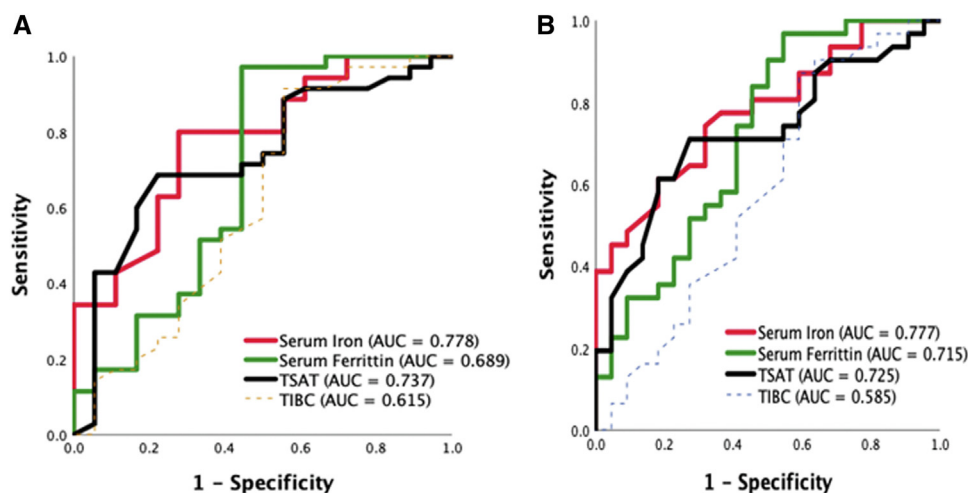 A
1.0
0.8
0.6
0.4
0.2
0.0
Sensitivity
Serum Iron (AUC = 0.778)
Serum Ferrittin (AUC = 0.689)
TSAT (AUC = 0.737)
TIBC (AUC = 0.615)
0.0 0.2 0.4 0.6 0.8 1.0
1 - Specificity
B
1.0
0.8
0.6
0.4
0.2
0.0
Sensitivity
Serum Iron (AUC = 0.777)
Serum Ferrittin (AUC = 0.715)
TSAT (AUC = 0.725)
TIBC (AUC = 0.585)
0.0 0.2 0.4 0.6 0.8 1.0
1 - Specificity